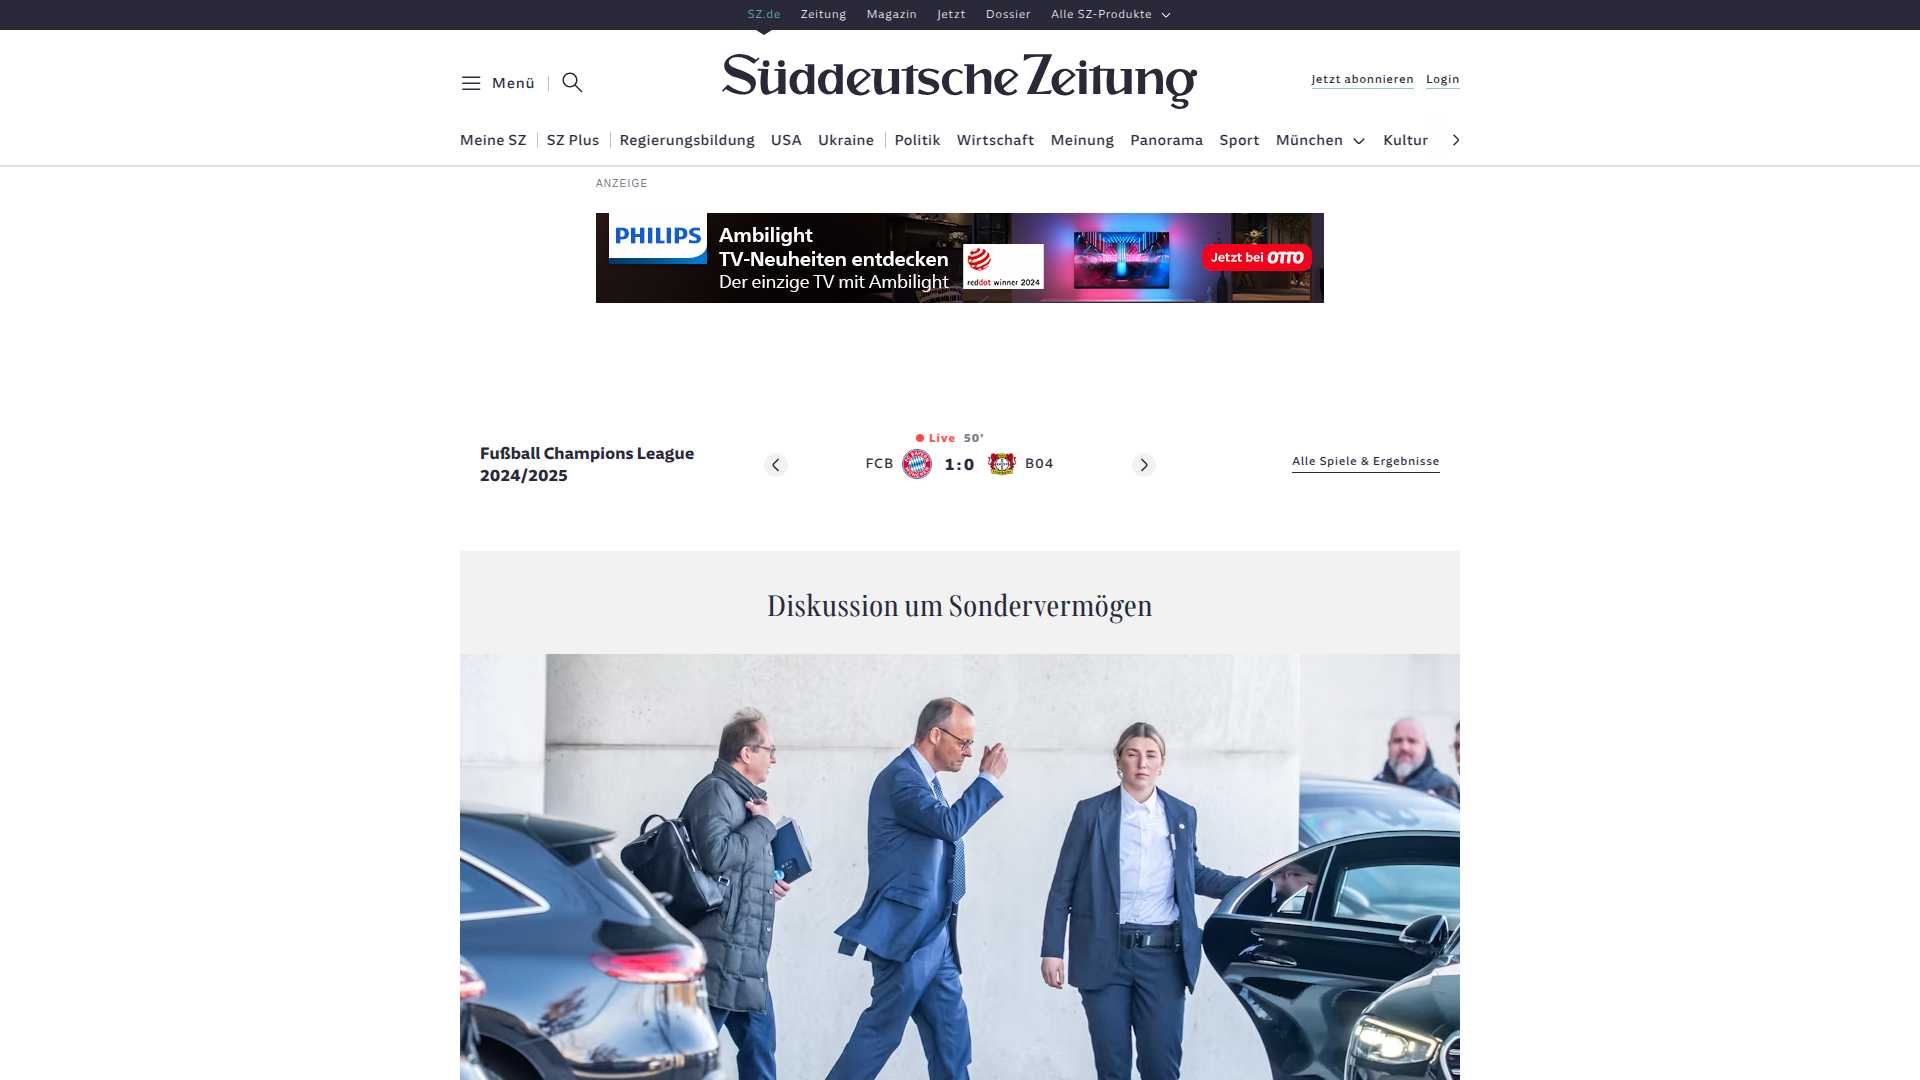 SZ.de Zeitung Magazin Jetzt Dossier Alle SZ-Produkte
Menü
Süddeutsche Zeitung
Jetzt abonnieren Login
Meine SZ SZ Plus Regierungsbildung USA Ukraine Politik Wirtschaft Meinung Panorama Sport München Kultur
ANZEIGE
PHILIPS
Ambilight
TV-Neuheiten entdecken
Der einzige TV mit Ambilight
reddot winner 2024
Jetzt bei OTTO
Fußball Champions League
2024/2025
Live 50'
FCB 1:0 B04
Alle Spiele & Ergebnisse
Diskussion um Sondervermögen